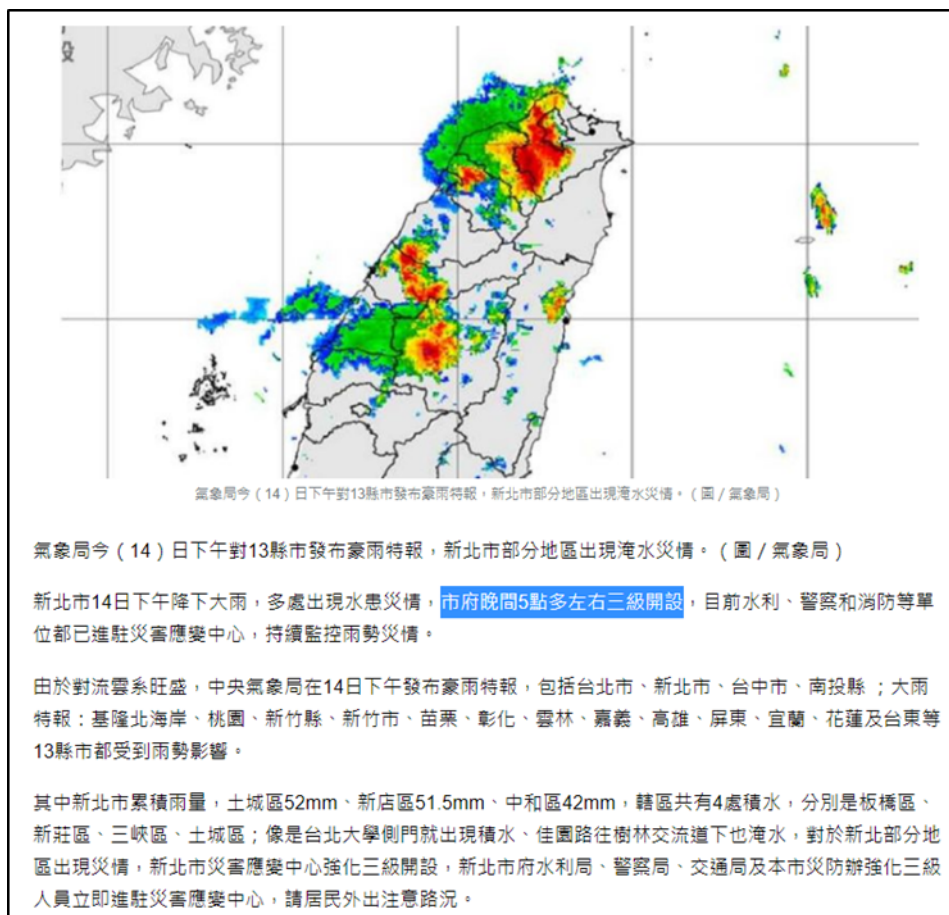 氣象局今（14）日下午對13縣市發布豪雨特報，新北市部分地區出現淹水災情。（圖／氣象局）
氣象局今（14）日下午對13縣市發布豪雨特報，新北市部分地區出現淹水災情。（圖／氣象局）
新北市14日下午降下大雨，多處出現水患災情，市府晚間5點多左右三級開設，目前水利、警察和消防等單
位都已進駐災害應變中心，持續監控雨勢災情。
由於對流雲系旺盛，中央氣象局在14日下午發布豪雨特報，包括台北市、新北市、台中市、南投縣 ；大雨
特報：基隆北海岸、桃園、新竹縣、新竹市、苗栗、彰化、雲林、嘉義、高雄、屏東、宜蘭、花蓮及台東等
13縣市都受到雨勢影響。
其中新北市累積雨量，土城區52mm、新店區51.5mm、中和區42mm，轄區共有4處積水，分別是板橋區、
新莊區、三峽區、土城區；像是台北大學側門就出現積水、佳園路往樹林交流道下也淹水，對於新北部分地
區出現災情，新北市災害應變中心強化三級開設，新北市府水利局、警察局、交通局及本市災防辦強化三級
人員立即進駐災害應變中心，請居民外出注意路況。